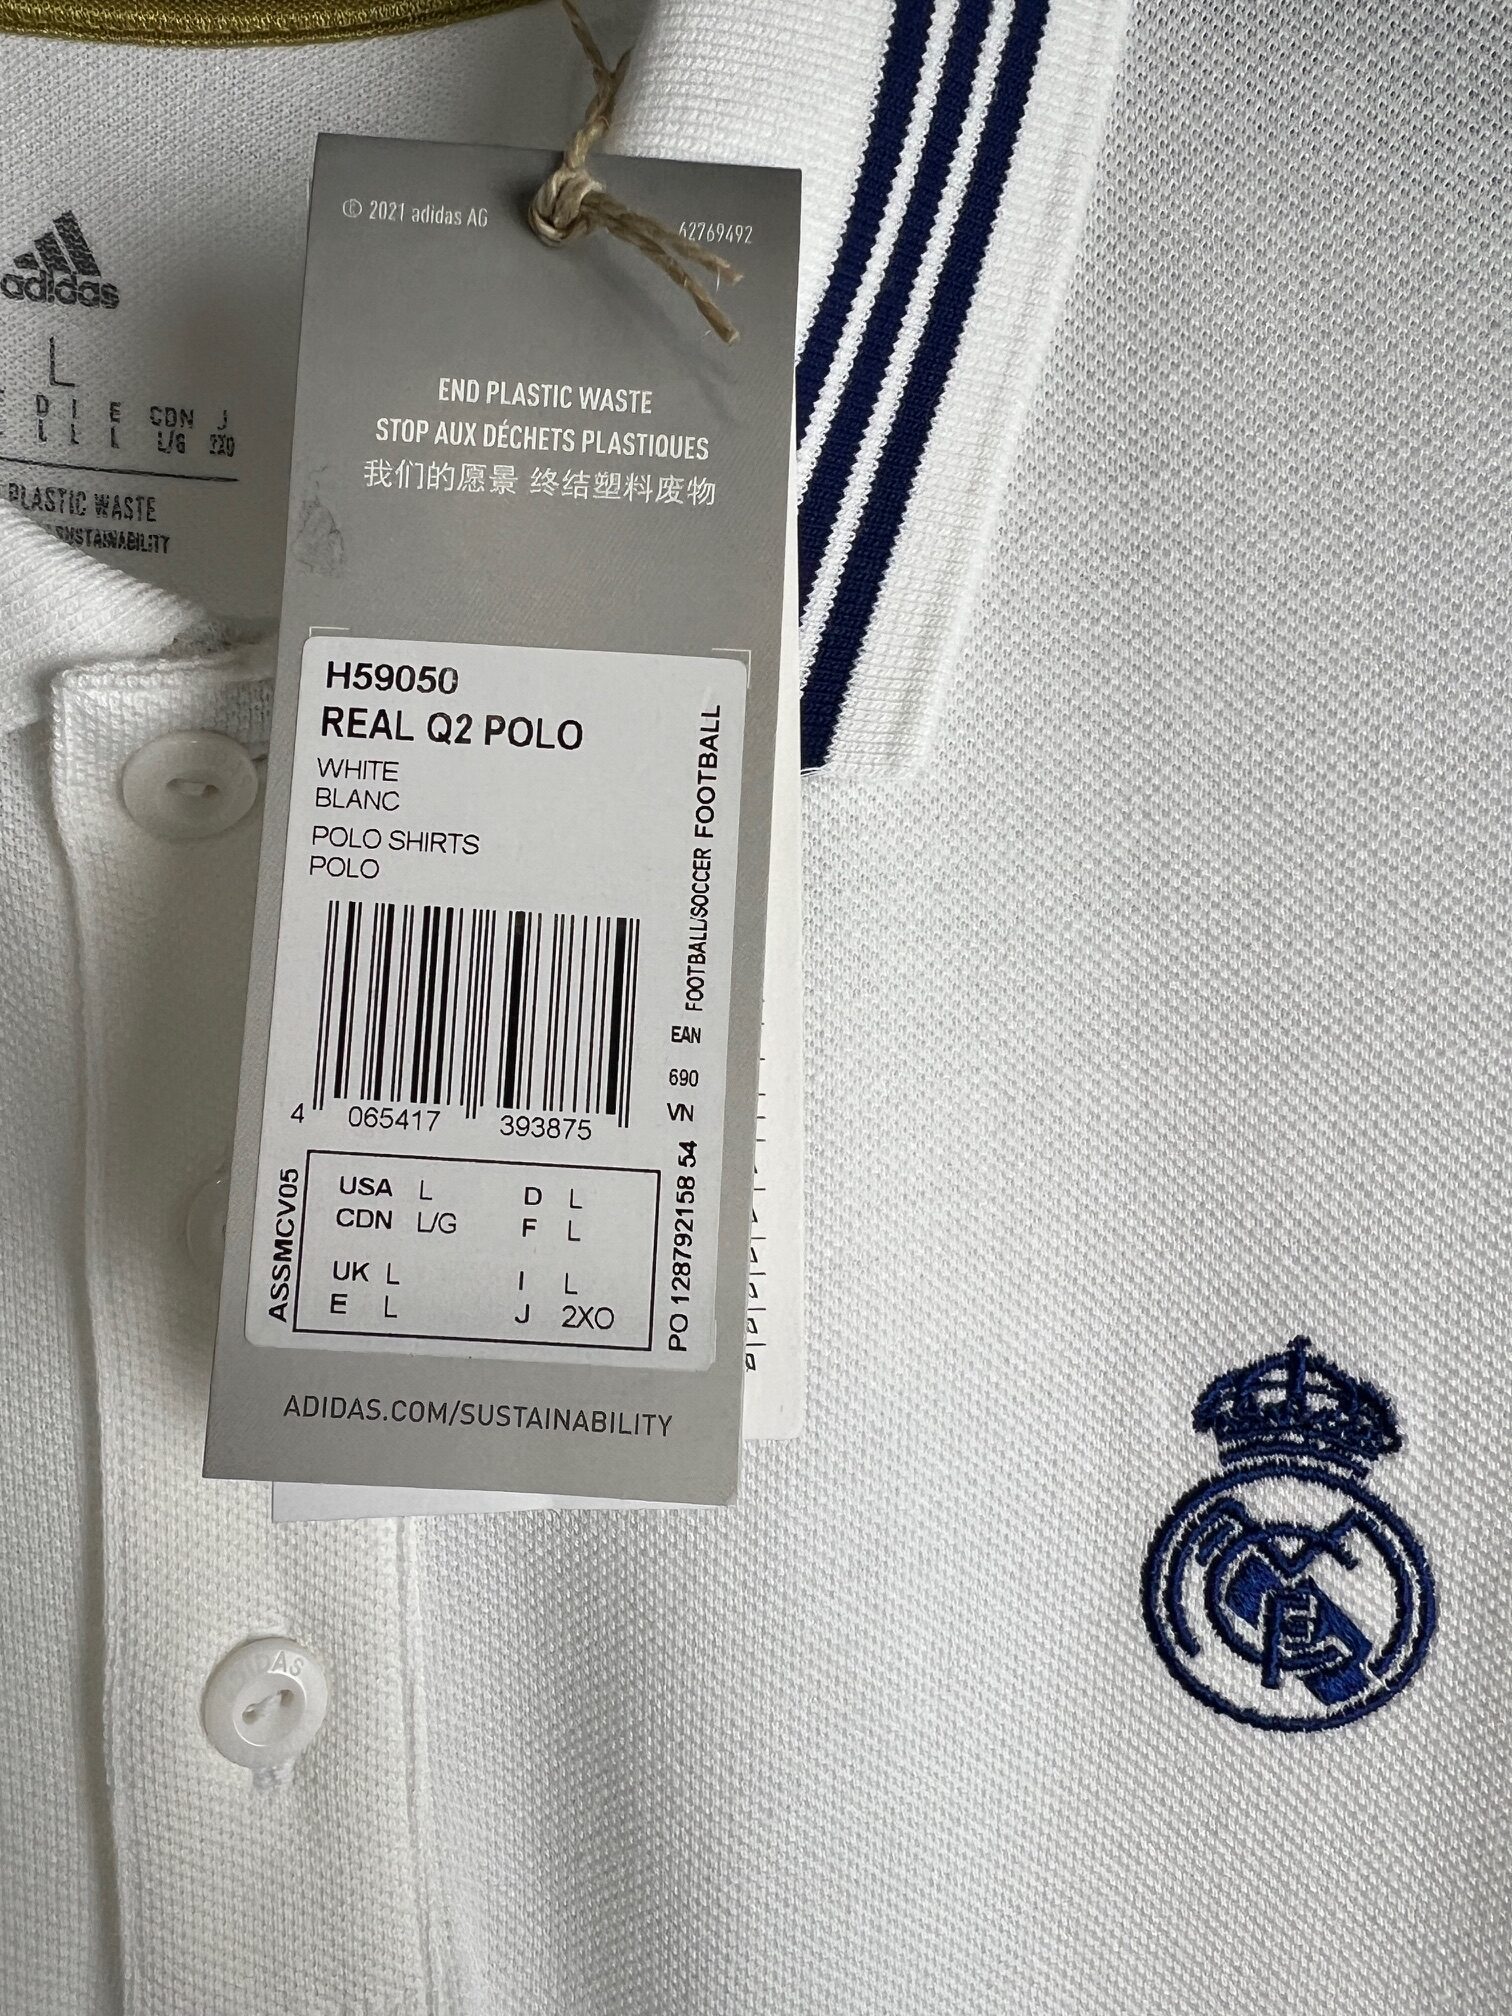 adidas
L
D I E CDN J
L L L L/G 2XO
PLASTIC WASTE
SUSTAINABILITY
© 2021 adidas AG
62769492
END PLASTIC WASTE
STOP AUX DÉCHETS PLASTIQUES
我们的愿景 终结塑料废物
H59050
REAL Q2 POLO
WHITE
BLANC
POLO SHIRTS
POLO
FOOTBALL/SOCCER FOOTBALL
EAN
690
VN
PO 128792158 54
4 065417 393875
ASSMCV05
USA L D L
CDN L/G F L
UK L I L
E L J 2XO
ADIDAS.COM/SUSTAINABILITY
AS